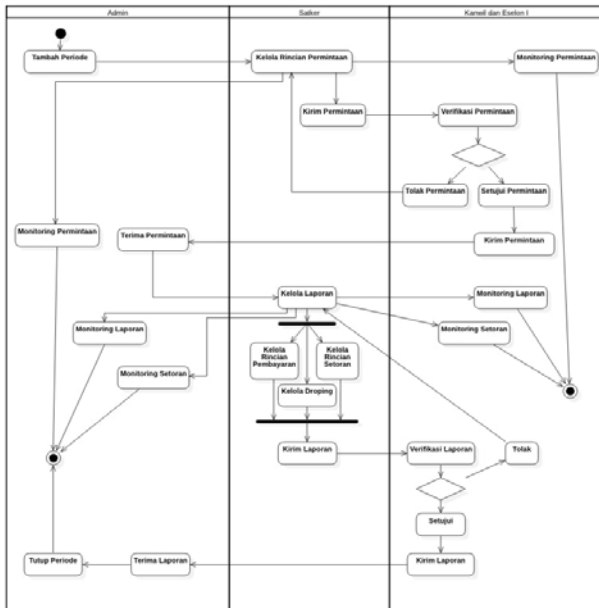 Admin
Satker
Kanwil dan Eselon I
Tambah Periode
Kelola Rincian Permintaan
Monitoring Permintaan
Kirim Permintaan
Verifikasi Permintaan
Tolak Permintaan
Setujui Permintaan
Monitoring Permintaan
Terima Permintaan
Kirim Permintaan
Kelola Laporan
Monitoring Laporan
Monitoring Laporan
Monitoring Setoran
Kelola
Rincian
Pembayaran
Kelola
Rincian
Setoran
Monitoring Setoran
Kelola Droping
Kirim Laporan
Verifikasi Laporan
Tolak
Setujui
Tutup Periode
Terima Laporan
Kirim Laporan